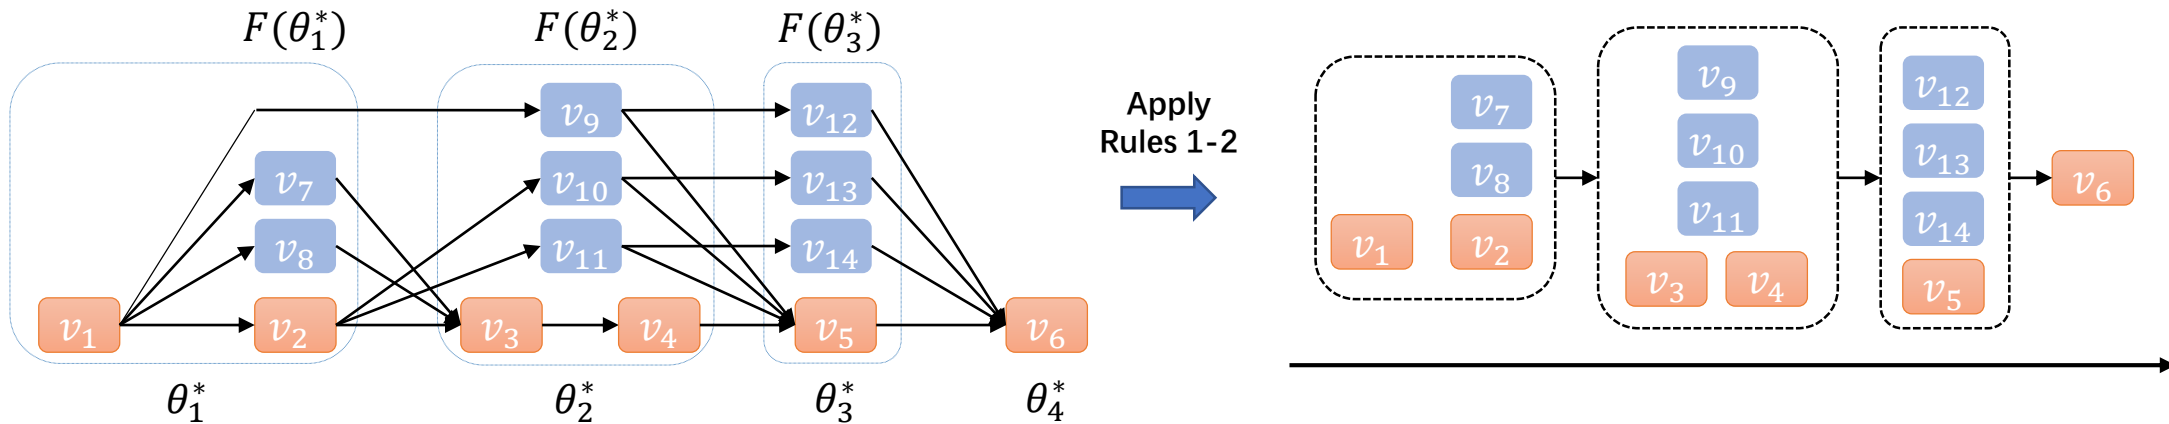 F(θ₁*) F(θ₂*) F(θ₃*)
v₉ v₁₂
v₇ v₁₀ v₁₃
v₈ v₁₁ v₁₄
v₁ v₂ v₃ v₄ v₅ v₆
θ₁* θ₂* θ₃* θ₄*
Apply
Rules 1-2
v₇
v₈
v₁ v₂
v₉
v₁₀
v₁₁
v₃ v₄
v₁₂
v₁₃
v₁₄
v₅
v₆